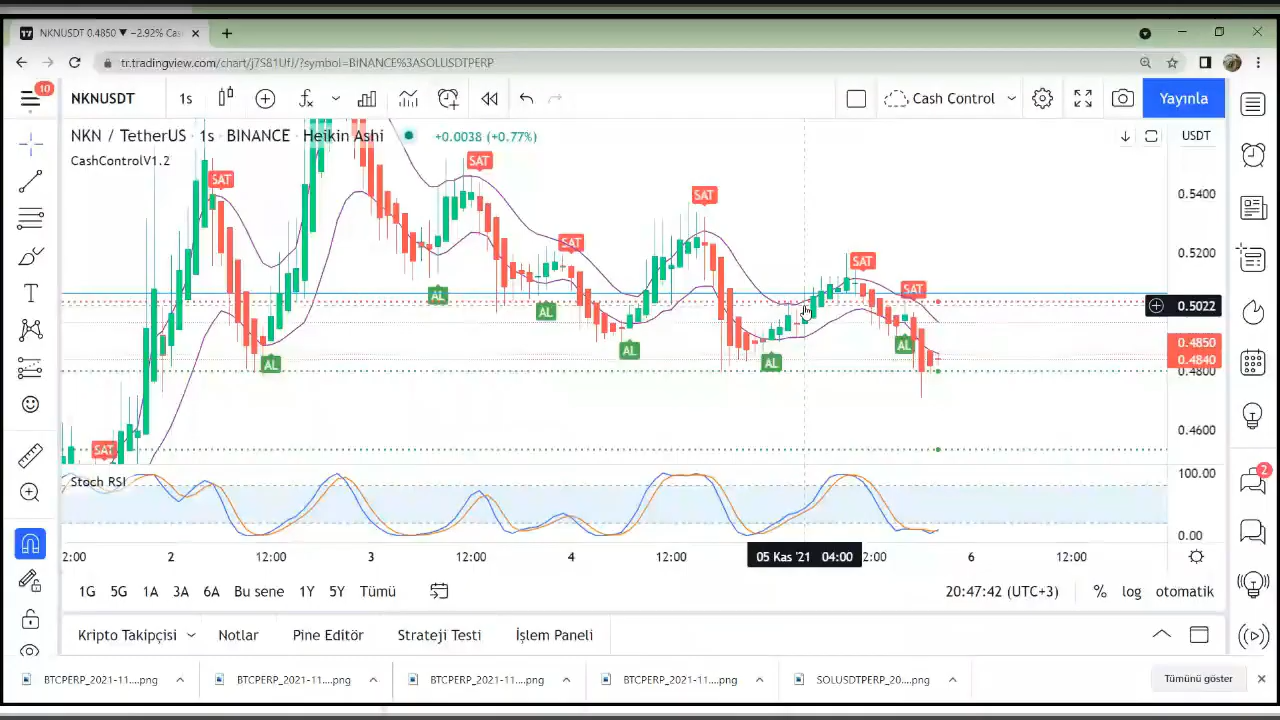 NKNUSDT 0.4850 ▼ −2.92% Cas
tr.tradingview.com/chart/j7S81UfJ/?symbol=BINANCE%3ASOLUSDTPERP
10
NKNUSDT
1s
Cash Control
Yayınla
NKN / TetherUS · 1s · BINANCE · Heikin Ashi
+0.0038 (+0.77%)
USDT
CashControlV1.2
SAT
SAT
SAT
SAT
SAT
SAT
SAT
AL
AL
AL
AL
AL
AL
0.5400
0.5200
0.5022
0.4850
0.4840
0.4800
0.4600
Stoch RSI
100.00
0.00
2
2:00
2
12:00
3
12:00
4
12:00
05 Kas '21 04:00
2:00
6
12:00
1G
5G
1A
3A
6A
Bu sene
1Y
5Y
Tümü
20:47:42 (UTC+3)
%
log
otomatik
Kripto Takipçisi
Notlar
Pine Editör
Strateji Testi
İşlem Paneli
BTCPERP_2021-11....png
BTCPERP_2021-11....png
BTCPERP_2021-11....png
BTCPERP_2021-11....png
SOLUSDTPERP_20....png
Tümünü göster